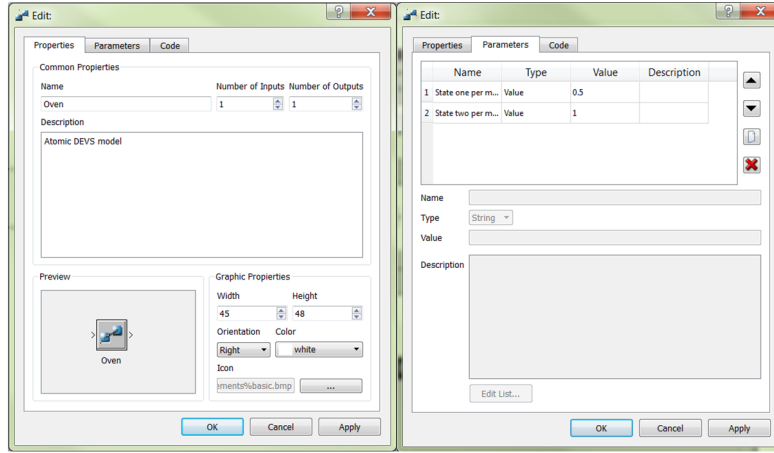 Edit:
Properties Parameters Code
Common Propierties
Name Number of Inputs Number of Outputs
Oven 1 1
Description
Atomic DEVS model
Preview
Oven
Graphic Propierties
Width Height
45 48
Orientation Color
Right white
Icon
ements%basic.bmp ...
OK Cancel Apply
Edit:
Properties Parameters Code
Name Type Value Description
1 State one per m... Value 0.5
2 State two per m... Value 1
Name
Type String
Value
Description
Edit List...
OK Cancel Apply